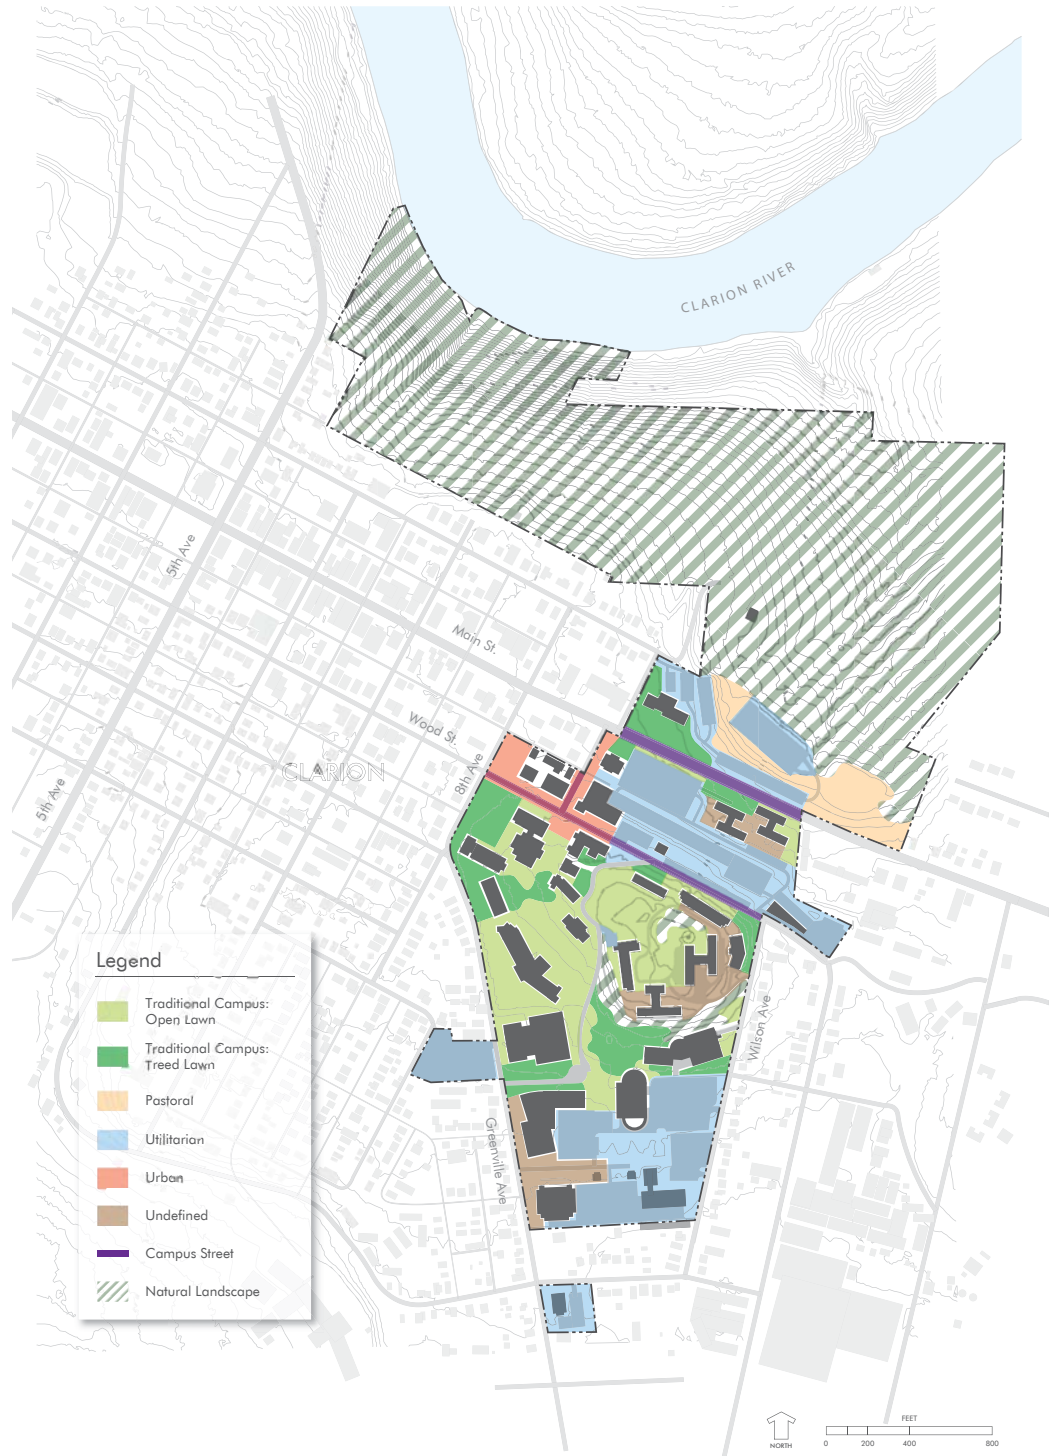 CLARION RIVER
5th Ave
Main St.
Wood St.
8th Ave
CLARION
5th Ave
Legend
Traditional Campus:
Open Lawn
Traditional Campus:
Treed Lawn
Pastoral
Utilitarian
Urban
Undefined
Campus Street
Natural Landscape
Wilson Ave
Greenville Ave
NORTH
FEET
0 200 400 800